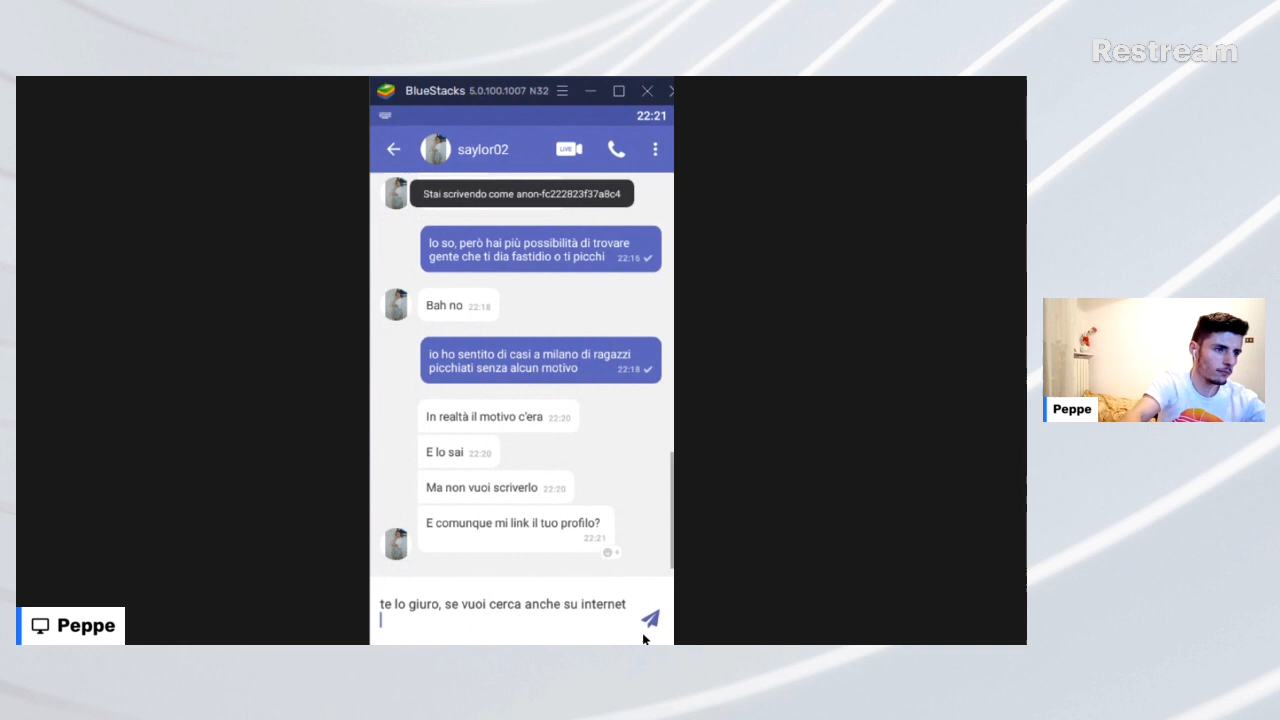 Restream
BlueStacks 5.0.100.1007 N32
22:21
saylor02
LIVE
Stai scrivendo come anon-fc222823f37a8c4
lo so, però hai più possibilità di trovare
gente che ti dia fastidio o ti picchi 22:16
Bah no 22:18
io ho sentito di casi a milano di ragazzi
picchiati senza alcun motivo 22:18
In realtà il motivo c'era 22:20
E lo sai 22:20
Ma non vuoi scriverlo 22:20
E comunque mi link il tuo profilo?
22:21
te lo giuro, se vuoi cerca anche su internet
Peppe
Peppe